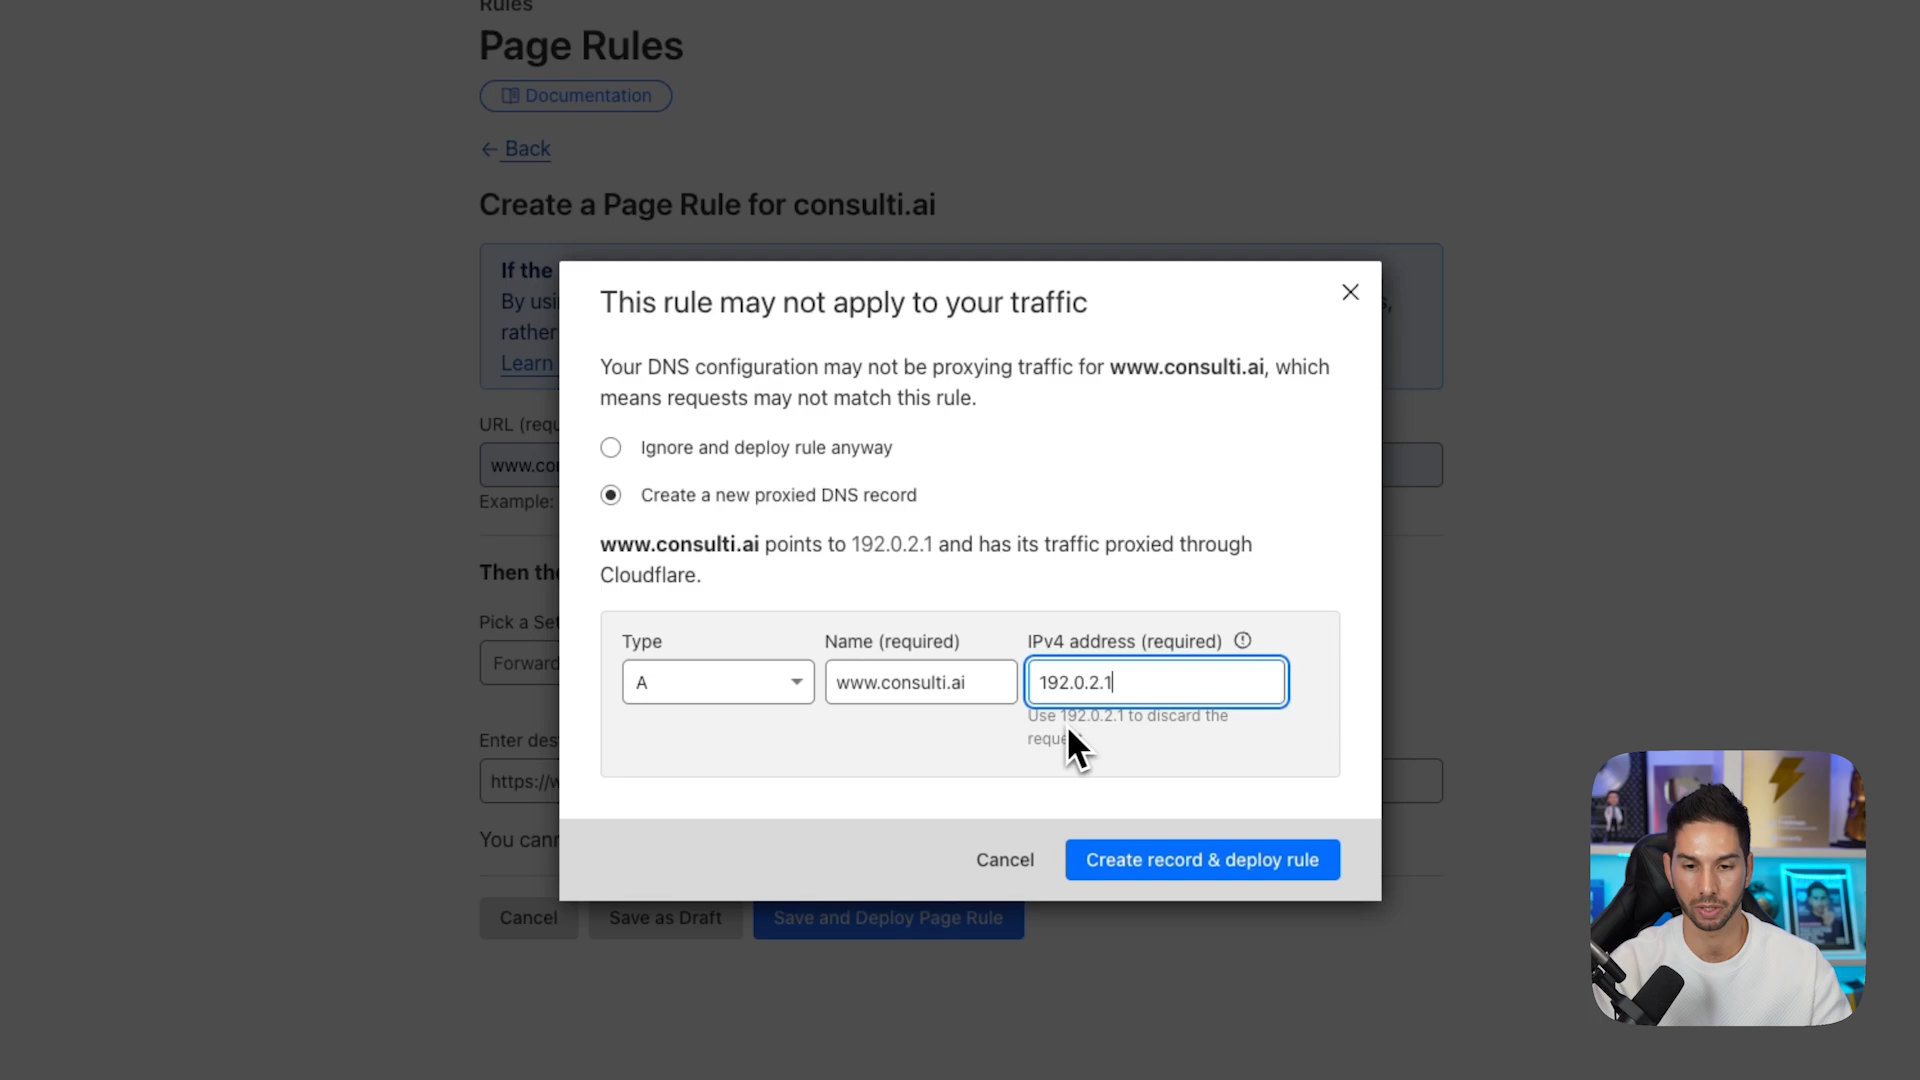 Rules
Page Rules
Documentation
← Back
Create a Page Rule for consulti.ai
If the
By usi
rather
Learn
URL (requ
www.con
Example:
Then the
Pick a Set
Forward
Enter des
https://w
You cann
Cancel
Save as Draft
Save and Deploy Page Rule
This rule may not apply to your traffic
Your DNS configuration may not be proxying traffic for www.consulti.ai, which
means requests may not match this rule.
Ignore and deploy rule anyway
Create a new proxied DNS record
www.consulti.ai points to 192.0.2.1 and has its traffic proxied through
Cloudflare.
Type
Name (required)
IPv4 address (required)
A
www.consulti.ai
192.0.2.1
Use 192.0.2.1 to discard the
reque
Cancel
Create record & deploy rule